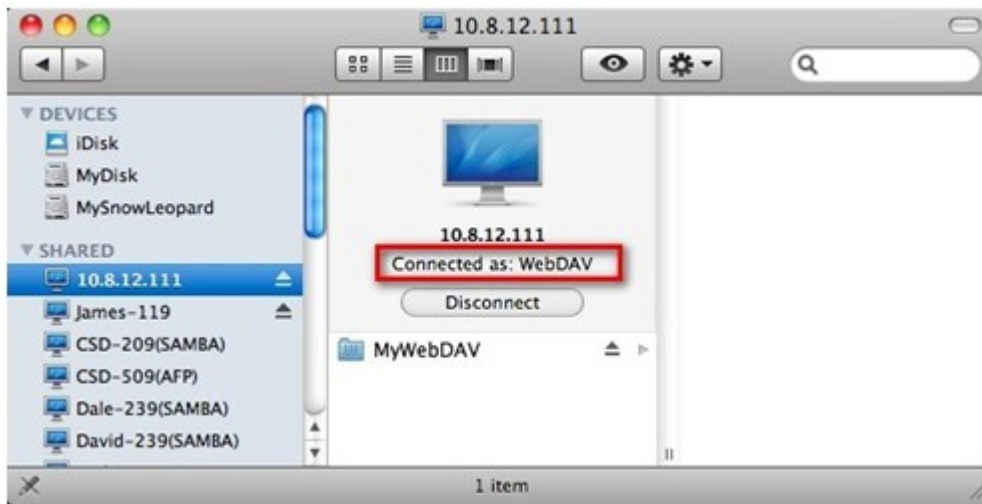 10.8.12.111
DEVICES
iDisk
MyDisk
MySnowLeopard
SHARED
10.8.12.111
James-119
CSD-209(SAMBA)
CSD-509(AFP)
Dale-239(SAMBA)
David-239(SAMBA)
10.8.12.111
Connected as: WebDAV
Disconnect
MyWebDAV
1 item